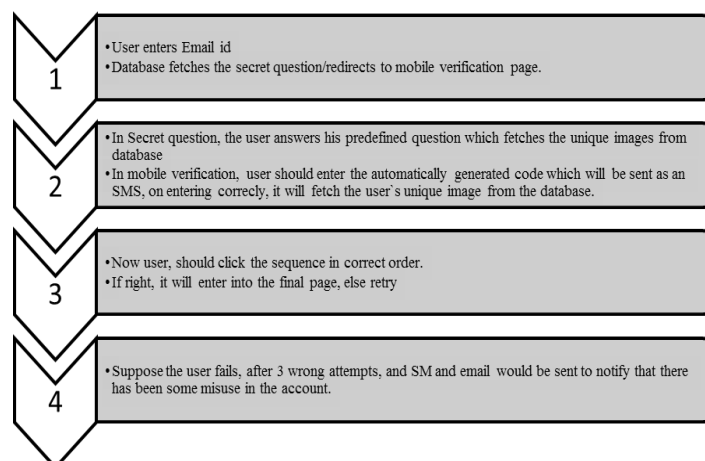 1
•User enters Email id
•Database fetches the secret question/redirects to mobile verification page.
2
•In Secret question, the user answers his predefined question which fetches the unique images from
database
•In mobile verification, user should enter the automatically generated code which will be sent as an
SMS, on entering correcly, it will fetch the user`s unique image from the database.
3
•Now user, should click the sequence in correct order.
•If right, it will enter into the final page, else retry
4
•Suppose the user fails, after 3 wrong attempts, and SM and email would be sent to notify that there
has been some misuse in the account.